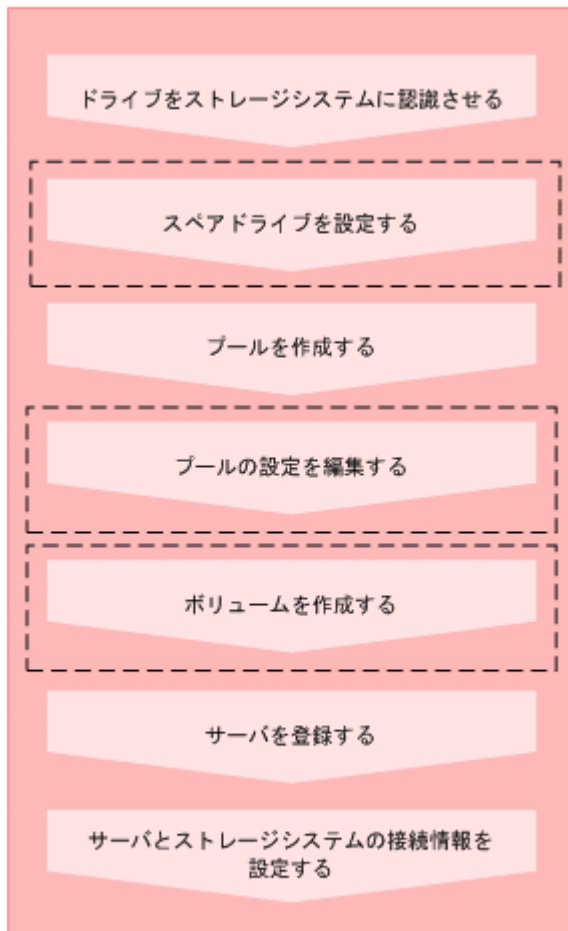 ドライブをストレージシステムに認識させる
スペアドライブを設定する
プールを作成する
プールの設定を編集する
ボリュームを作成する
サーバを登録する
サーバとストレージシステムの接続情報を
設定する